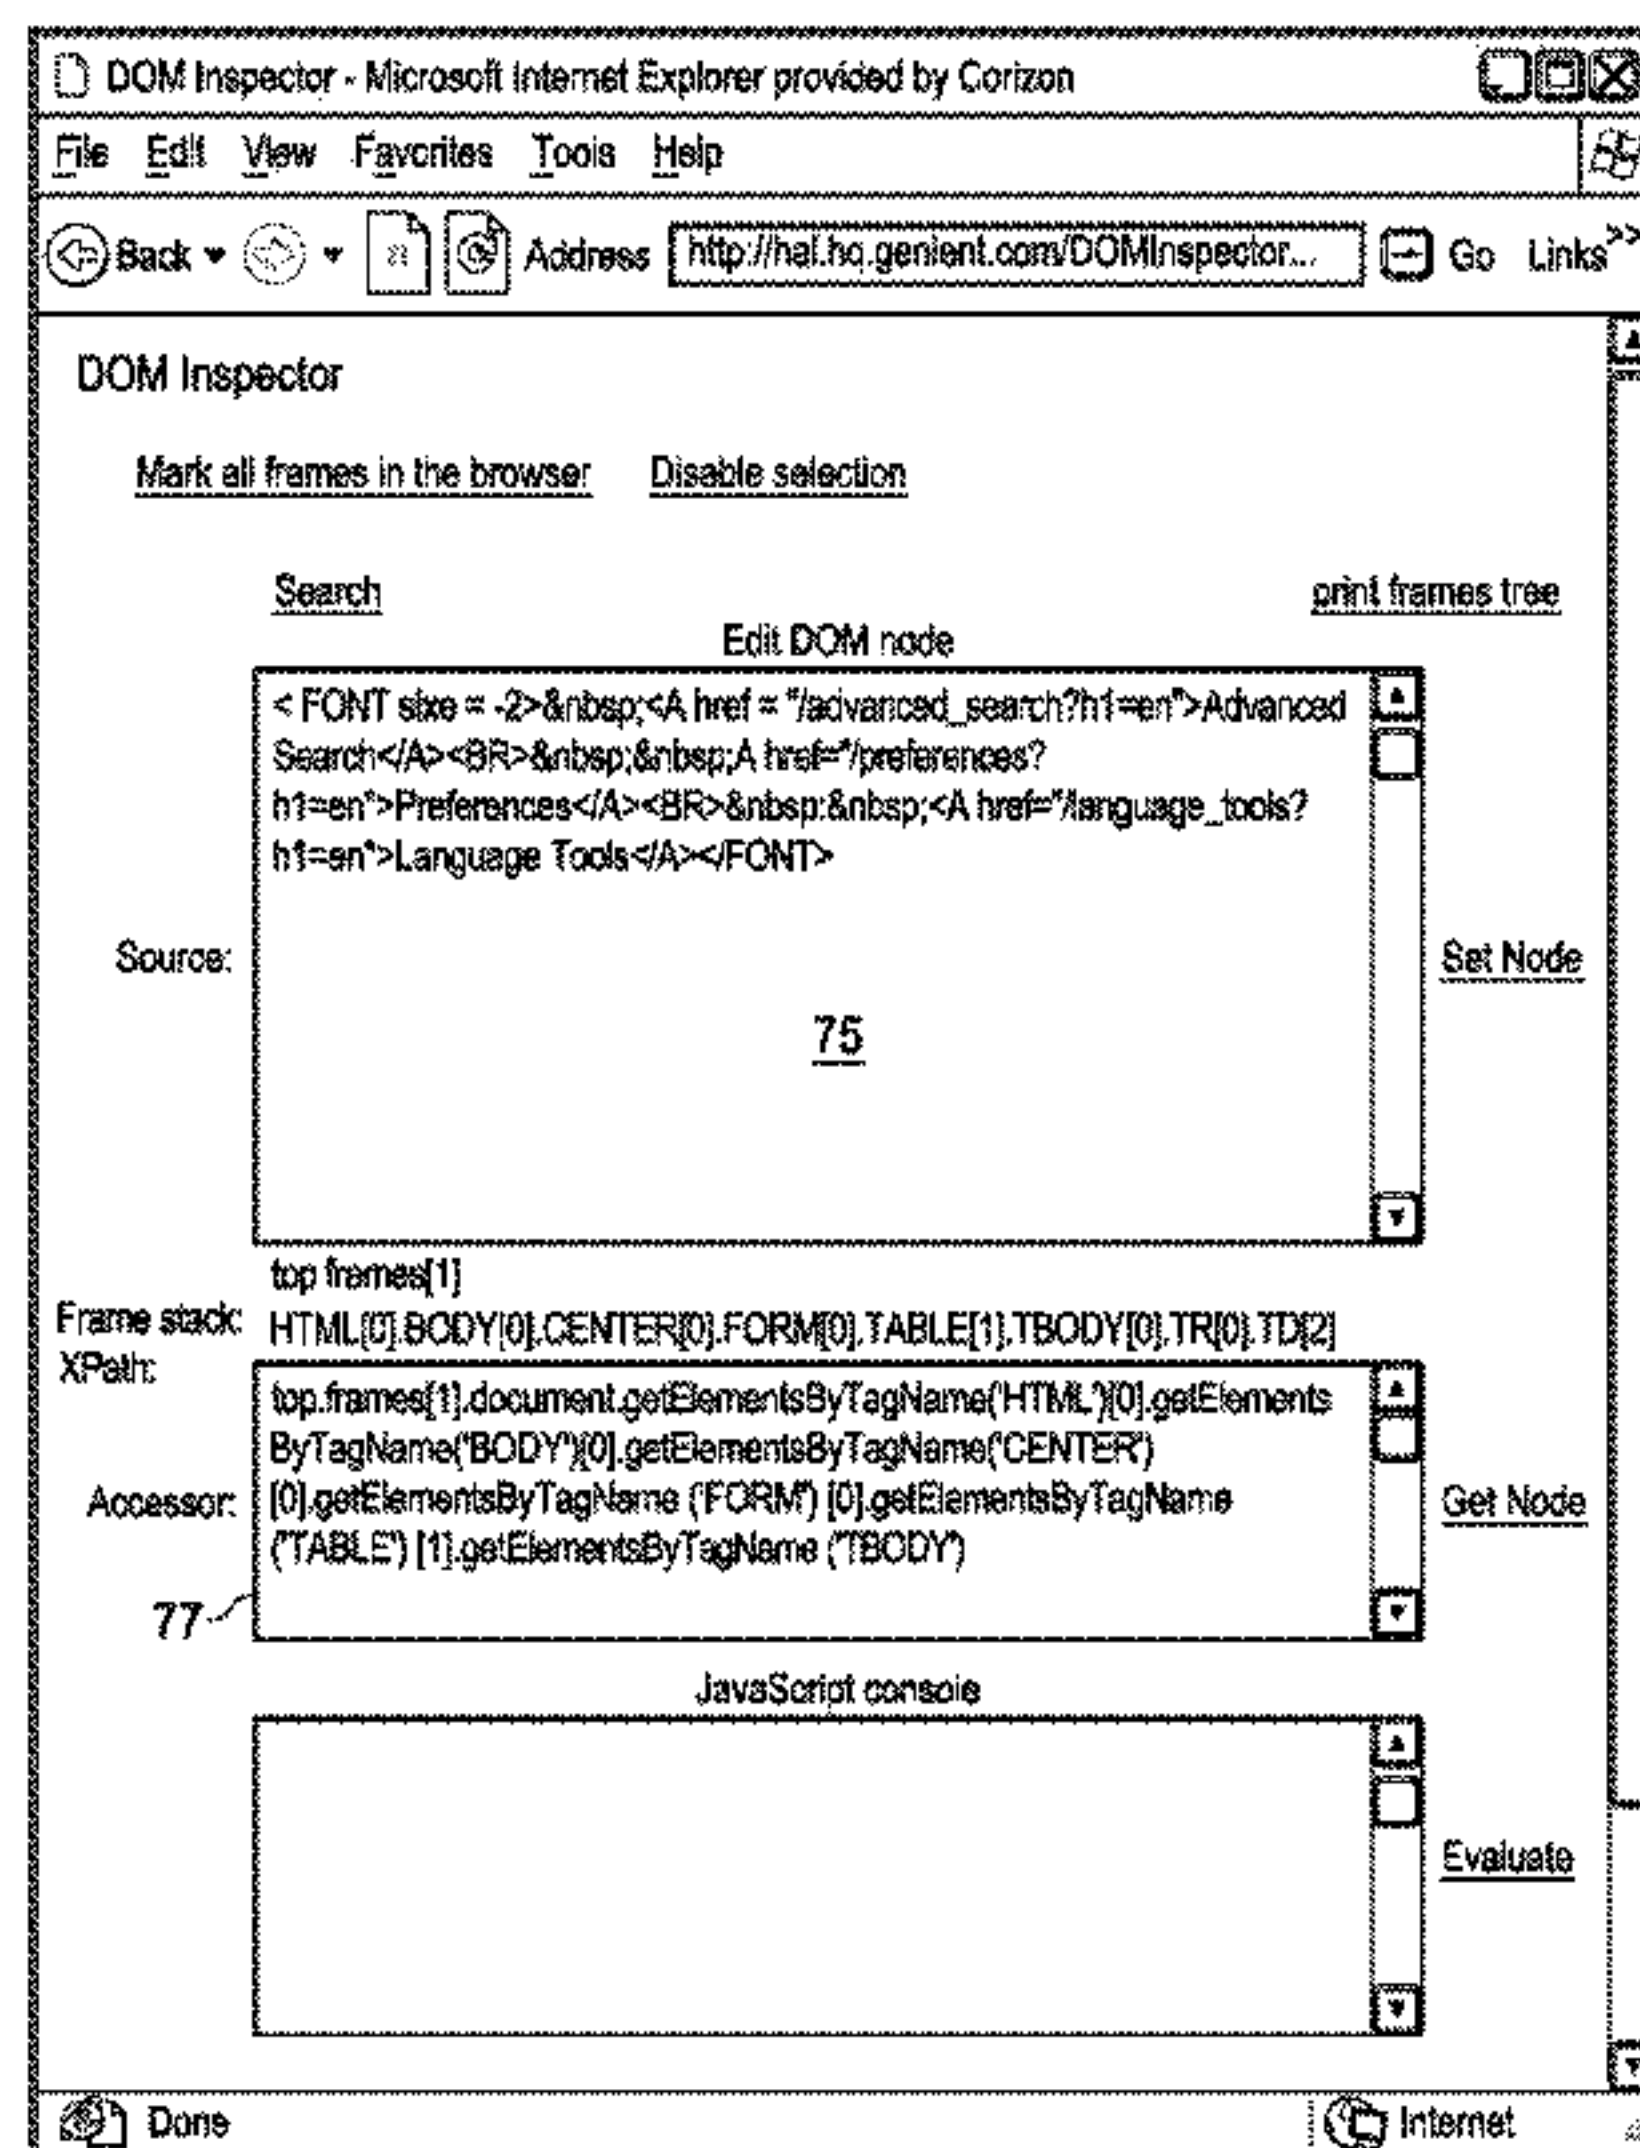 DOM Inspector - Microsoft Internet Explorer provided by Corizon
File Edit View Favorites Tools Help
Back Address http://hal.hq.genient.com/DOMInspector... Go Links >>
DOM Inspector
Mark all frames in the browser Disable selection
Search print frames tree
Edit DOM node
< FONT sixe = -2>&nbsp;<A href = "/advanced_search?h1=en">Advanced
Search</A><BR>&nbsp;&nbsp;A href="/preferences?
h1=en">Preferences</A><BR>&nbsp:&nbsp;<A href="/language_tools?
h1=en">Language Tools</A></FONT>
Source: Set Node
75
top frames[1]
Frame stack: HTML[0].BODY[0].CENTER[0].FORM[0].TABLE[1].TBODY[0].TR[0].TD[2]
XPath:
top.frames[1].document.getElementsByTagName('HTML')[0].getElements
ByTagName('BODY')[0].getElementsByTagName('CENTER')
Accessor: [0].getElementsByTagName ('FORM') [0].getElementsByTagName Get Node
('TABLE') [1].getElementsByTagName ('TBODY')
77
JavaScript console
Evaluate
Done Internet